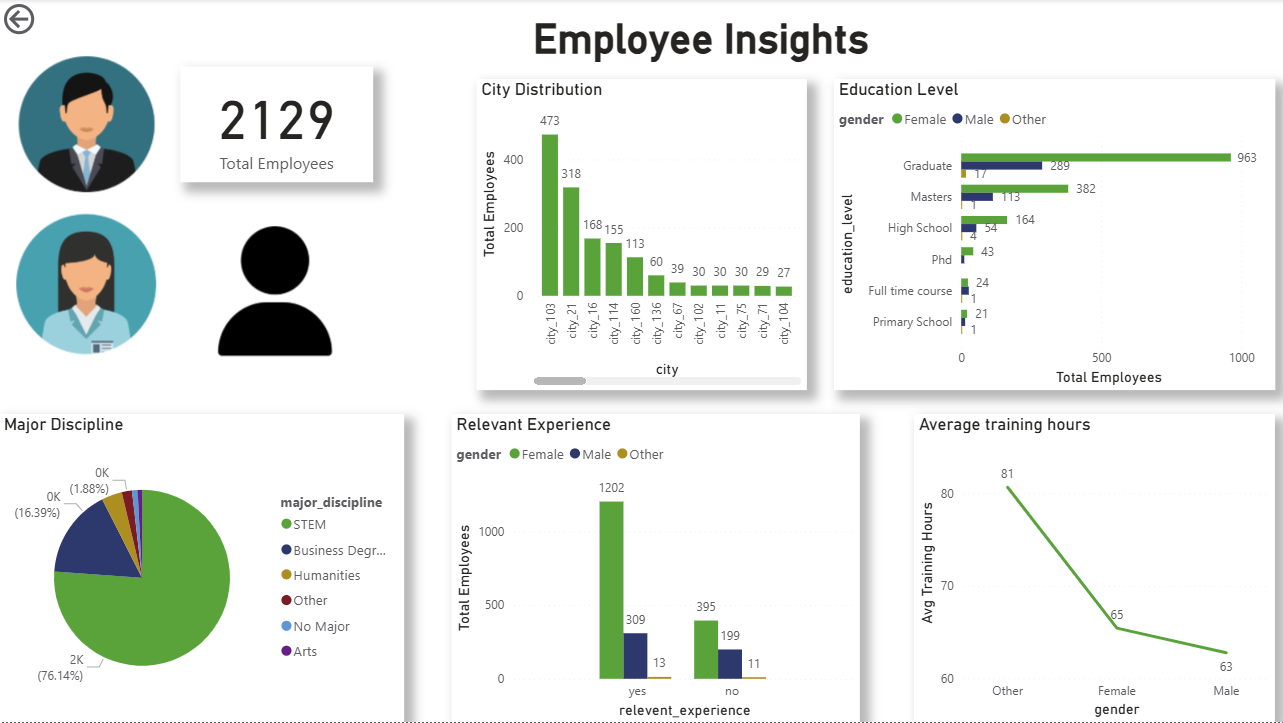 Employee Insights
2129
Total Employees
City Distribution
Total Employees
400
200
0
473
318
168
155
113
60
39
30
30
30
29
27
city_103
city_21
city_16
city_114
city_160
city_136
city_67
city_102
city_11
city_75
city_71
city_104
city
Education Level
gender Female Male Other
education_level
Graduate
963
289
17
Masters
382
113
1
High School
164
54
4
Phd
43
Full time course
24
1
Primary School
21
1
0 500 1000
Total Employees
Major Discipline
0K
(1.88%)
0K
(16.39%)
2K
(76.14%)
major_discipline
STEM
Business Degr...
Humanities
Other
No Major
Arts
Relevant Experience
gender Female Male Other
Total Employees
1000
500
0
1202
309
13
395
199
11
yes no
relevent_experience
Average training hours
Avg Training Hours
80
70
60
81
65
63
Other Female Male
gender